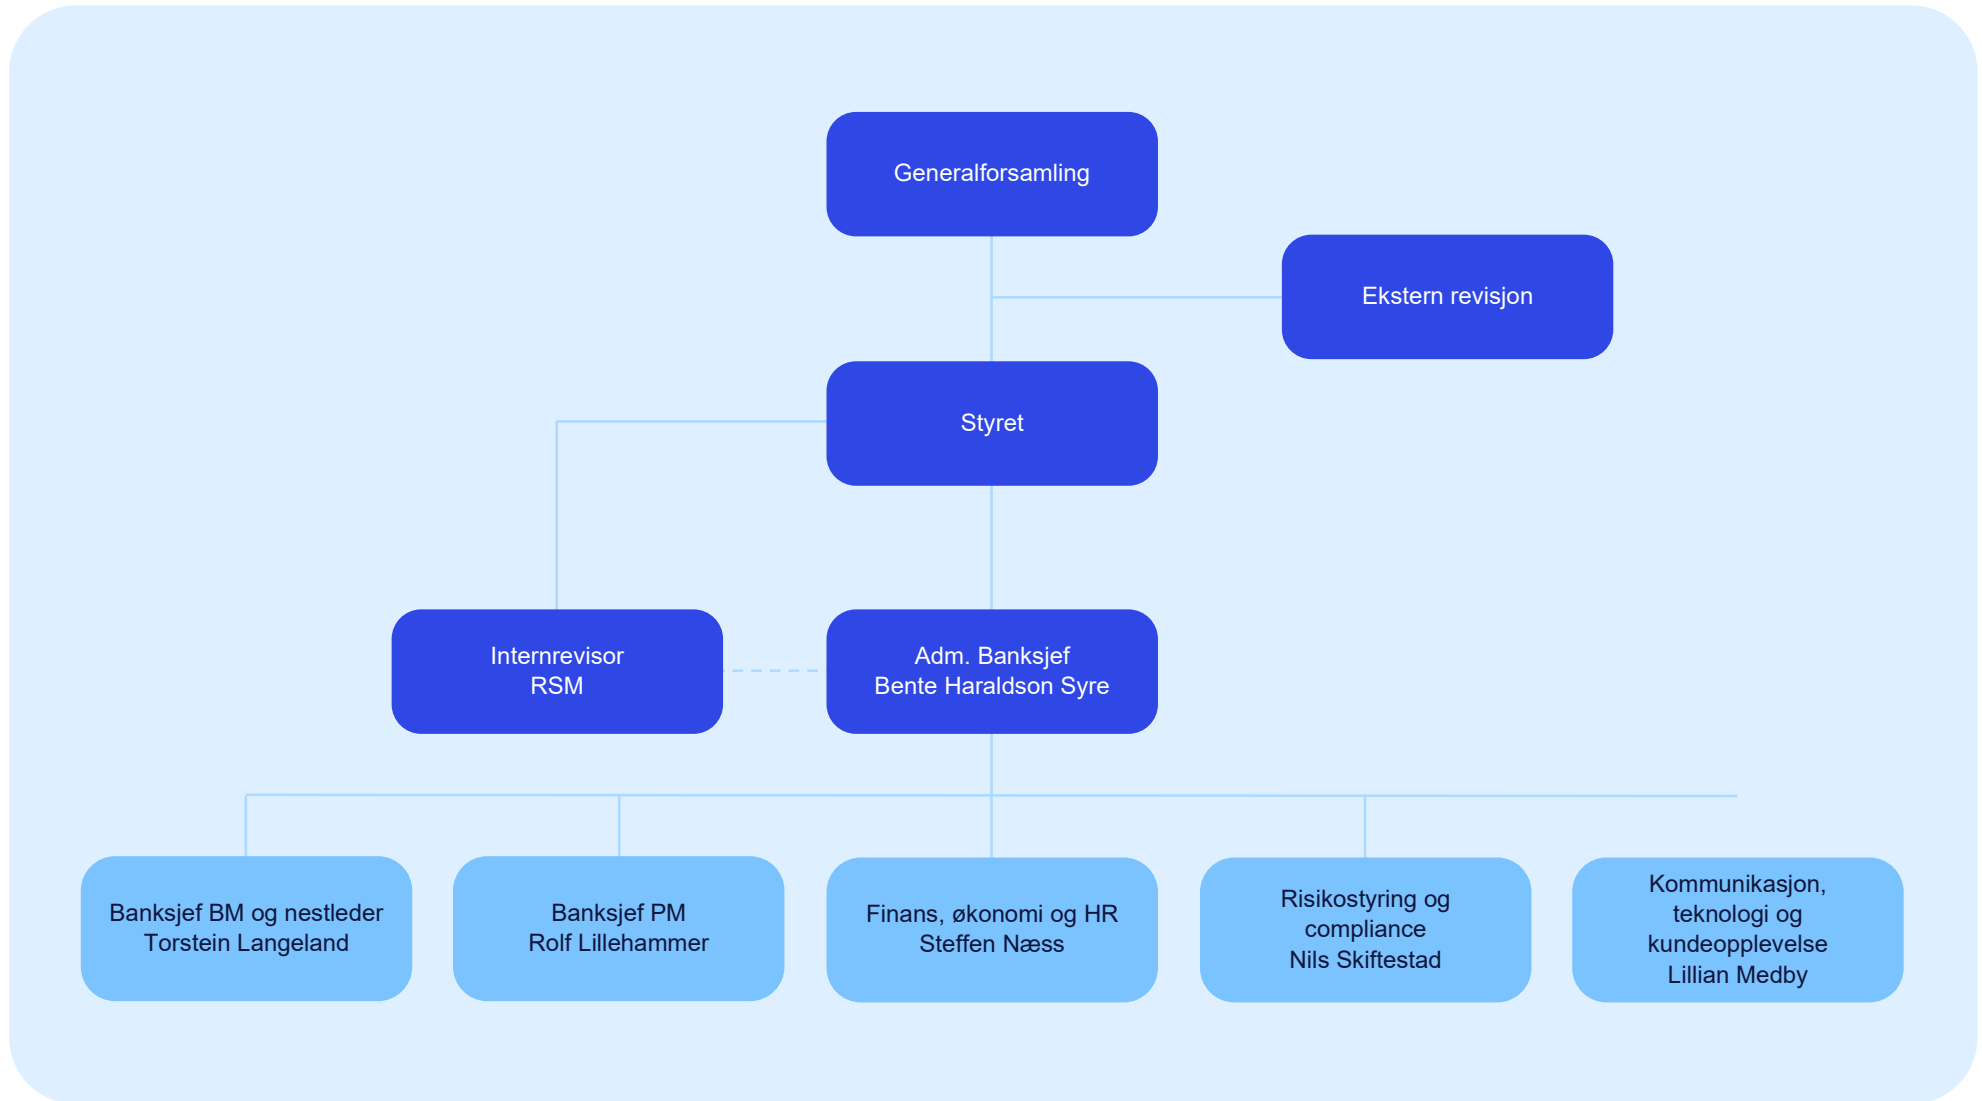 Generalforsamling
Ekstern revisjon
Styret
Internrevisor
RSM
Adm. Banksjef
Bente Haraldson Syre
Banksjef BM og nestleder
Torstein Langeland
Banksjef PM
Rolf Lillehammer
Finans, økonomi og HR
Steffen Næss
Risikostyring og
compliance
Nils Skiftestad
Kommunikasjon,
teknologi og
kundeopplevelse
Lillian Medby